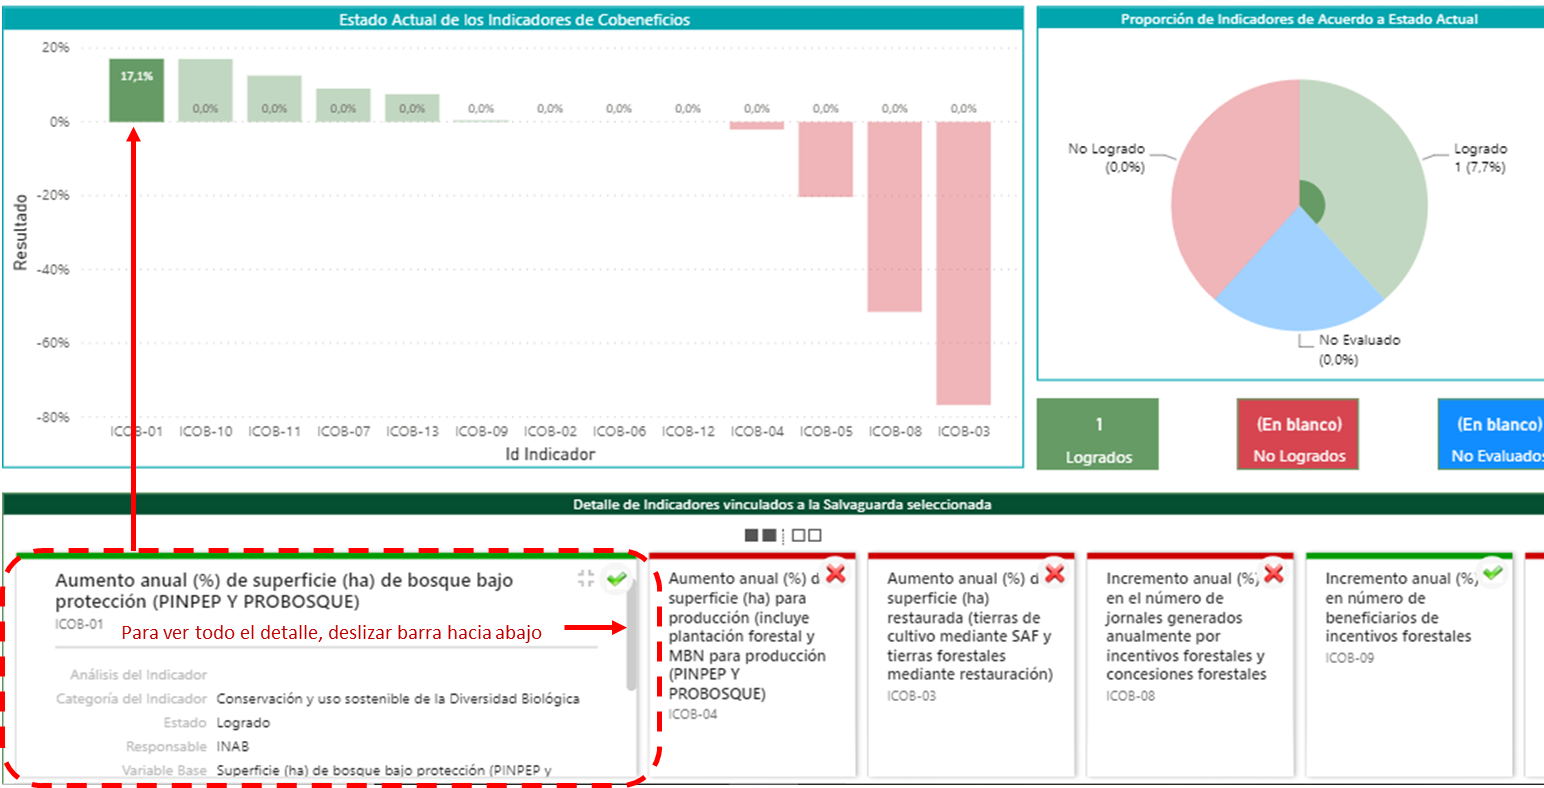 Estado Actual de los Indicadores de Cobeneficios
20%
0%
-20%
-40%
-60%
-80%
Resultado
17,1%
0,0%
0,0%
0,0%
0,0%
0,0%
0,0%
0,0%
0,0%
0,0%
0,0%
0,0%
0,0%
ICOB-01 ICOB-10 ICOB-11 ICOB-07 ICOB-13 ICOB-09 ICOB-02 ICOB-06 ICOB-12 ICOB-04 ICOB-05 ICOB-08 ICOB-03
Id Indicador
Proporción de Indicadores de Acuerdo a Estado Actual
No Logrado
(0,0%)
Logrado
1 (7,7%)
No Evaluado
(0,0%)
1
Logrados
(En blanco)
No Logrados
(En blanco)
No Evaluados
Detalle de Indicadores vinculados a la Salvaguarda seleccionada
Aumento anual (%) de superficie (ha) de bosque bajo
protección (PINPEP Y PROBOSQUE)
ICOB-01
Para ver todo el detalle, deslizar barra hacia abajo
Análisis del Indicador
Categoría del Indicador Conservación y uso sostenible de la Diversidad Biológica
Estado Logrado
Responsable INAB
Variable Base Superficie (ha) de bosque bajo protección (PINPEP y
Aumento anual (%) d
superficie (ha) para
producción (incluye
plantación forestal y
MBN para producción
(PINPEP Y
PROBOSQUE)
ICOB-04
Aumento anual (%) d
superficie (ha)
restaurada (tierras de
cultivo mediante SAF y
tierras forestales
mediante restauración)
ICOB-03
Incremento anual (%)
en el número de
jornales generados
anualmente por
incentivos forestales y
concesiones forestales
ICOB-08
Incremento anual (%)
en número de
beneficiarios de
incentivos forestales
ICOB-09